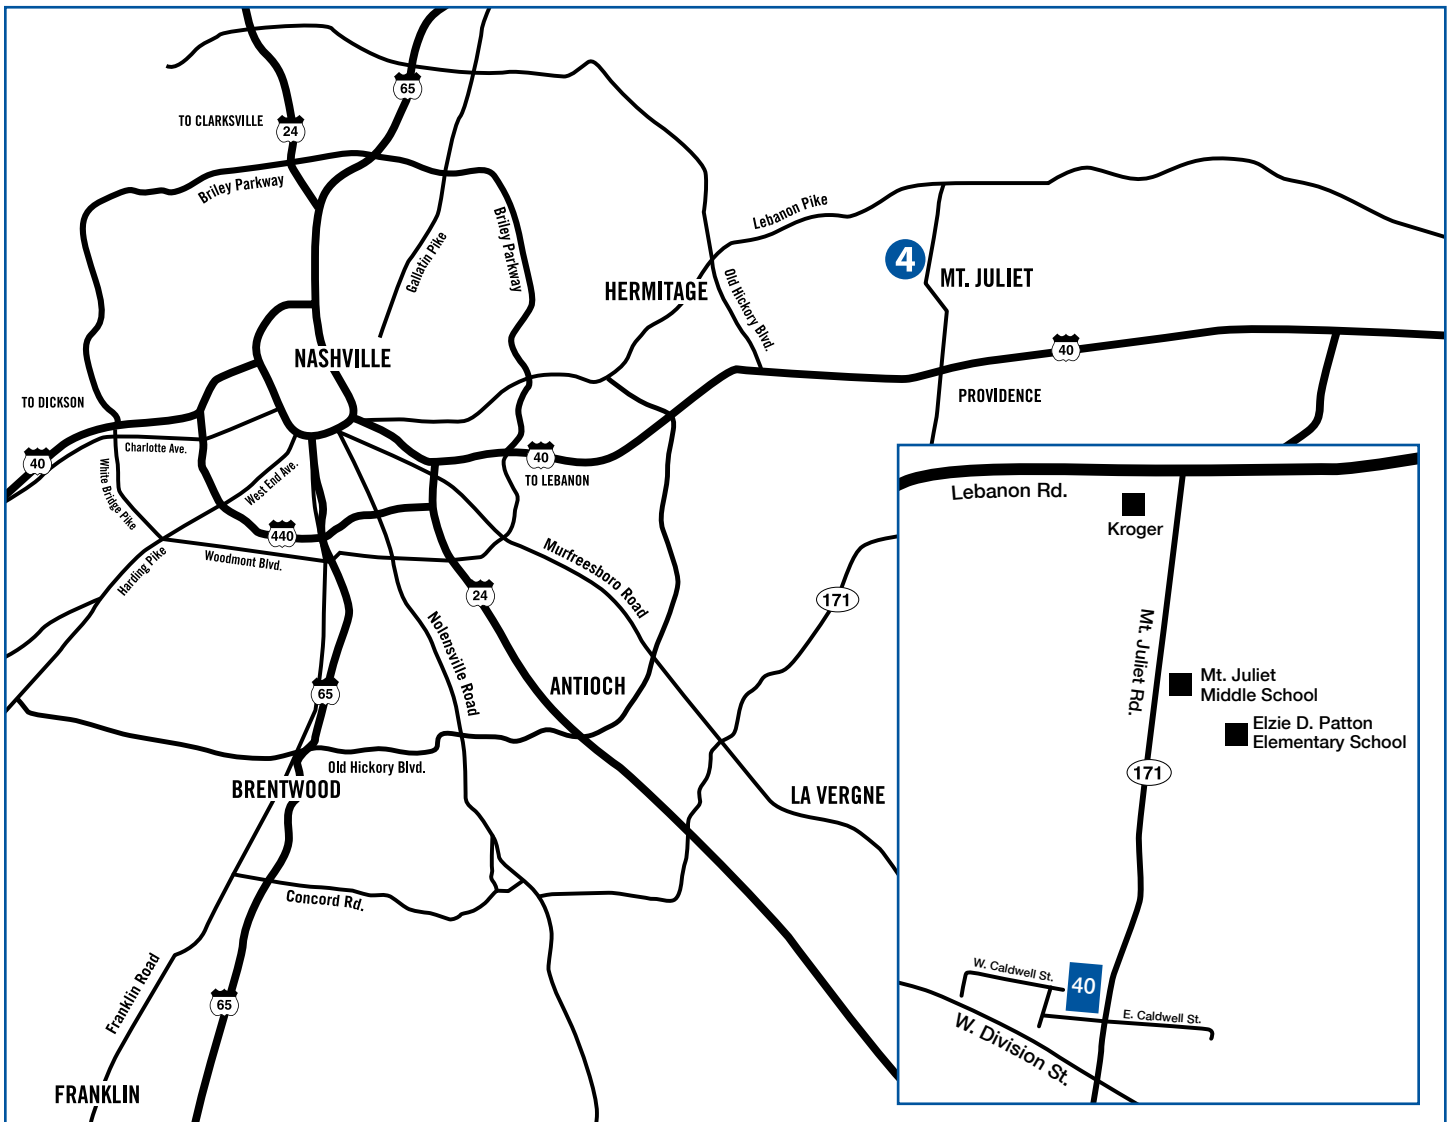 65
TO CLARKSVILLE
24
Briley Parkway
Gallatin Pike
Briley Parkway
Lebanon Pike
4
MT. JULIET
HERMITAGE
Old Hickory Blvd.
NASHVILLE
40
PROVIDENCE
TO DICKSON
40
Charlotte Ave.
White Bridge Pike
West End Ave.
440
40
TO LEBANON
Harding Pike
Woodmont Blvd.
Murfreesboro Road
24
171
Nolensville Road
65
ANTIOCH
Old Hickory Blvd.
BRENTWOOD
LA VERGNE
Concord Rd.
Franklin Road
65
FRANKLIN
Lebanon Rd.
Kroger
Mt. Juliet Rd.
Mt. Juliet
Middle School
Elzie D. Patton
Elementary School
171
W. Caldwell St.
40
E. Caldwell St.
W. Division St.